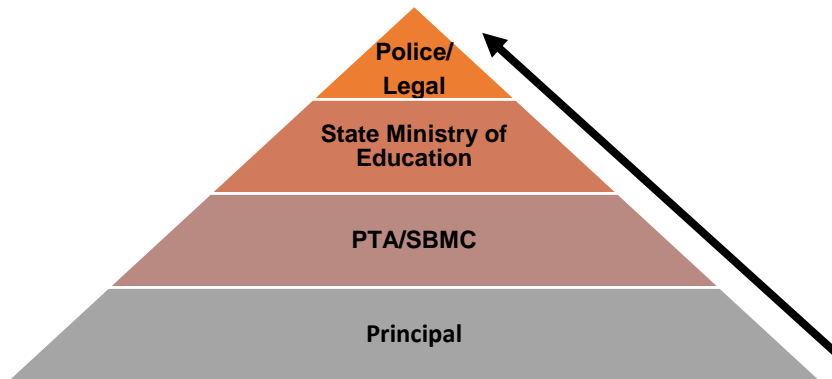 Police/
Legal
State Ministry of
Education
PTA/SBMC
Principal